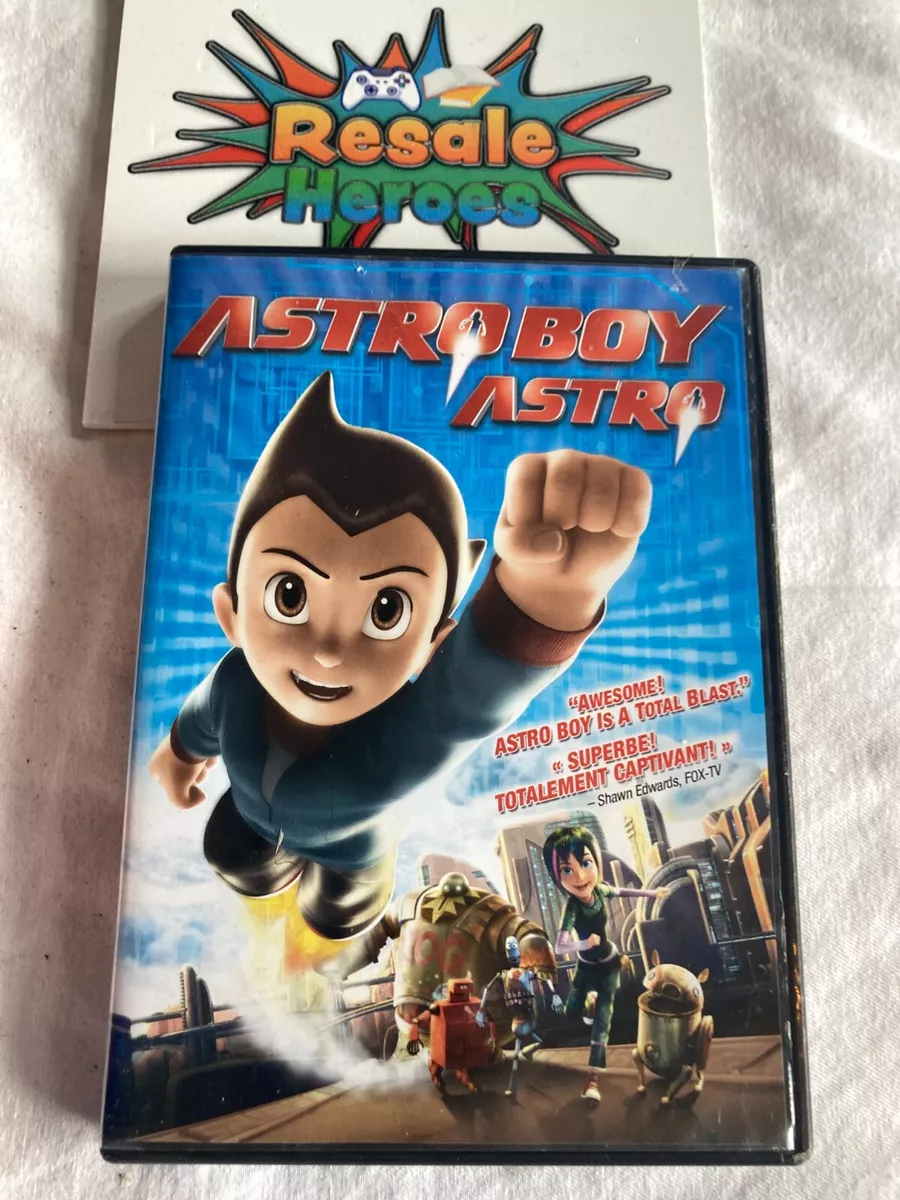 Resale
Heroes
ASTRO BOY
ASTRO
“AWESOME!
ASTRO BOY IS A TOTAL BLAST.”
« SUPERBE!
TOTALEMENT CAPTIVANT! »
– Shawn Edwards, FOX-TV